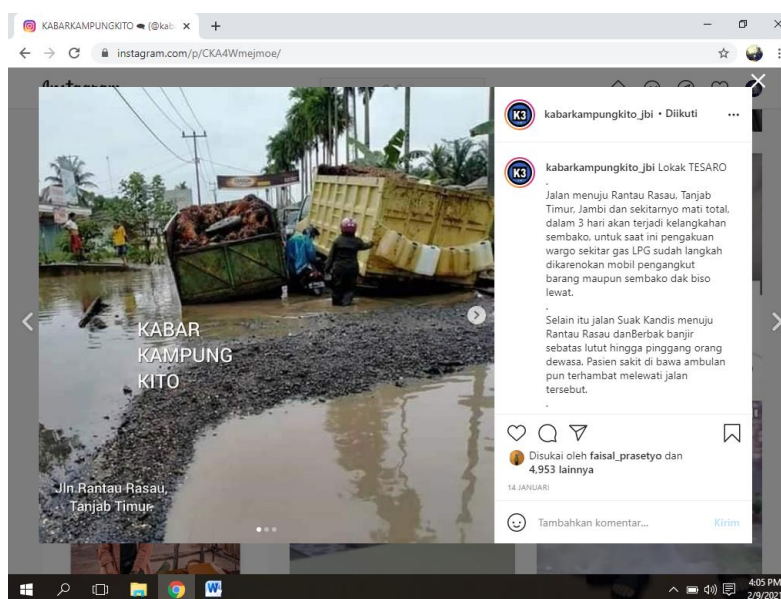 KABARKAMPUNGKITO
instagram.com/p/CKA4Wmejmoe/
KABAR
KAMPUNG
KITO
Jln.Rantau Rasau,
Tanjab Timur
K3 kabarkampungkito_jbi • Diikuti
K3 kabarkampungkito_jbi Lokak TESARO
.
Jalan menuju Rantau Rasau, Tanjab
Timur, Jambi dan sekitarnyo mati total,
dalam 3 hari akan terjadi kelangkahan
sembako, untuk saat ini pengakuan
wargo sekitar gas LPG sudah langkah
dikarenokan mobil pengangkut
barang maupun sembako dak biso
lewat.
.
Selain itu jalan Suak Kandis menuju
Rantau Rasau danBerbak banjir
sebatas lutut hingga pinggang orang
dewasa. Pasien sakit di bawa ambulan
pun terhambat melewati jalan
tersebut.
.
Disukai oleh faisal_prasetyo dan
4,953 lainnya
14 JANUARI
Tambahkan komentar... Kirim
4:05 PM